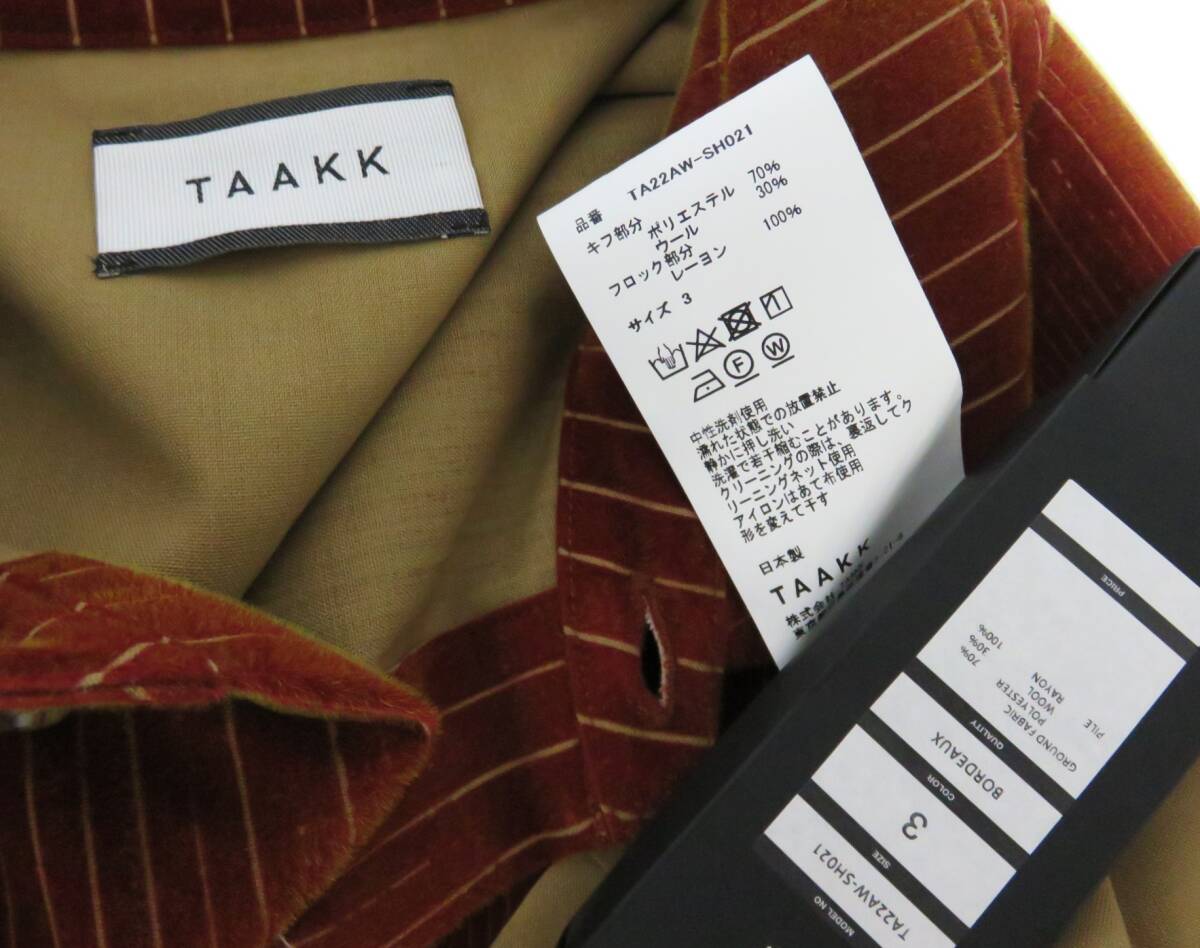 TAAKK
品番 TA22AW-SH021
キフ部分
ポリエステル 70%
ウール 30%
フロック部分
レーヨン 100%
サイズ 3
F W
中性洗剤使用
濡れた状態での放置禁止
静かに押し洗い
洗濯で若干縮むことがあります。
クリーニングの際は、裏返してク
リーニングネット使用
アイロンはあて布使用
形を変えて干す
日本製
TAAKK
株式会社
東京都
MODEL NO
TA22AW-SH021
SIZE
3
COLOR
BORDEAUX
QUALITY
GROUND FABRIC
POLYESTER 70%
WOOL 30%
RAYON 100%
PILE
PRICE